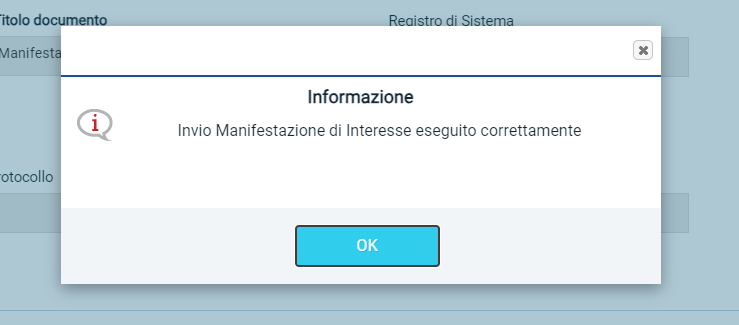 Titolo documento
Registro di Sistema
Manifesta
Informazione
i
Invio Manifestazione di Interesse eseguito correttamente
rotocollo
OK